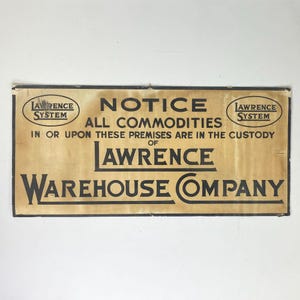 LAWRENCE
SYSTEM
NOTICE
LAWRENCE
SYSTEM
ALL COMMODITIES
IN OR UPON THESE PREMISES ARE IN THE CUSTODY
OF
LAWRENCE
WAREHOUSE COMPANY